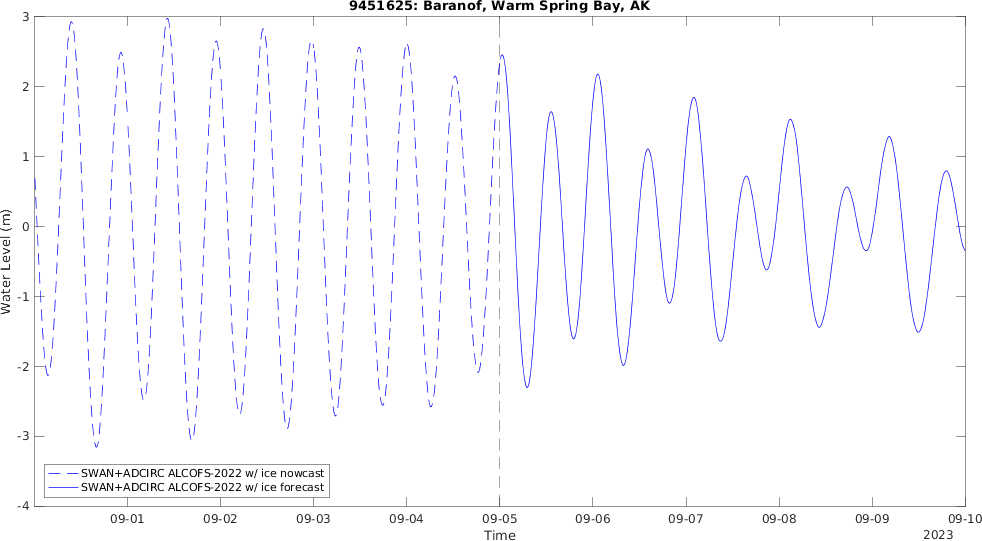 9451625: Baranof, Warm Spring Bay, AK
3
2
1
0
-1
-2
-3
-4
Water Level (m)
SWAN+ADCIRC ALCOFS-2022 w/ ice nowcast
SWAN+ADCIRC ALCOFS-2022 w/ ice forecast
09-01 09-02 09-03 09-04 09-05 09-06 09-07 09-08 09-09 09-10
Time
2023